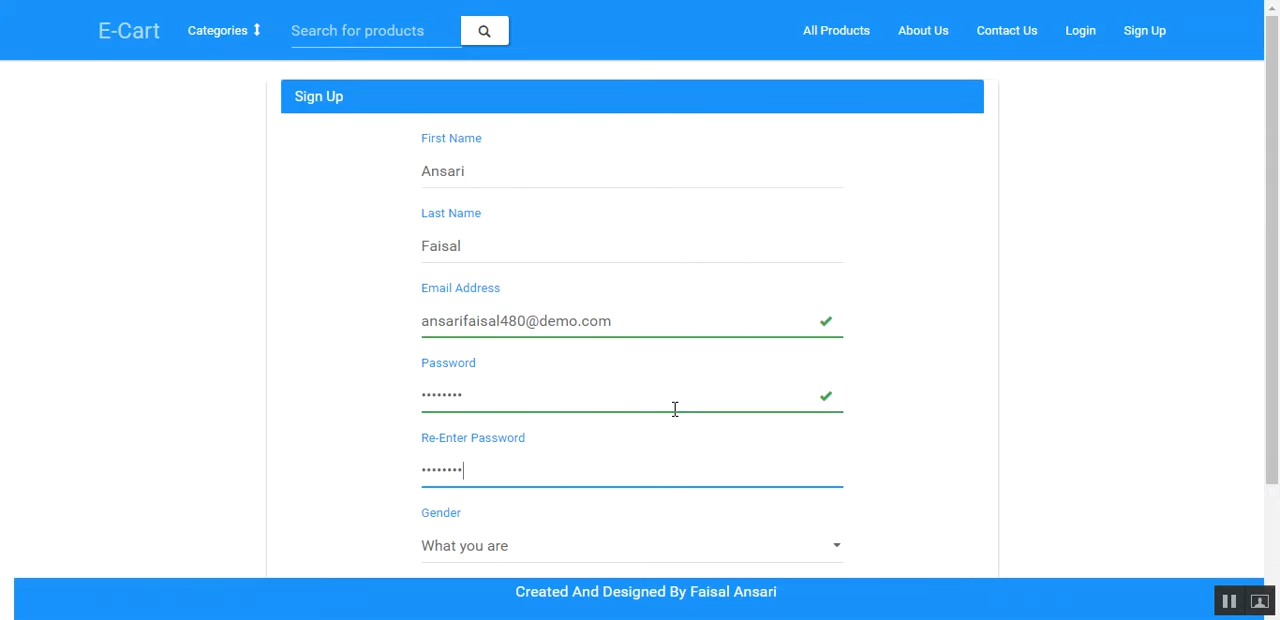 E-Cart Categories Search for products All Products About Us Contact Us Login Sign Up
Sign Up
First Name
Ansari
Last Name
Faisal
Email Address
ansarifaisal480@demo.com
Password
••••••••
Re-Enter Password
••••••••
Gender
What you are
Created And Designed By Faisal Ansari